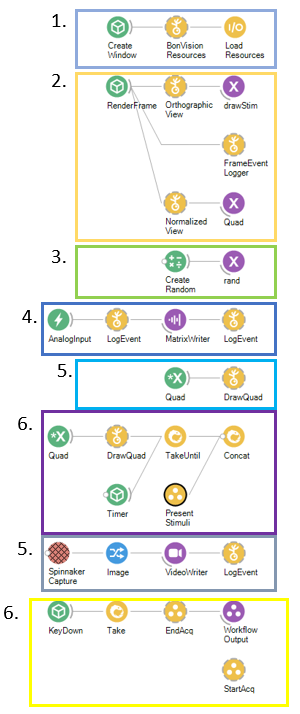 1.
Create
Window
BonVision
Resources
Load
Resources
2.
RenderFrame
Orthographic
View
drawStim
FrameEvent
Logger
Normalized
View
Quad
3.
Create
Random
rand
4.
AnalogInput
LogEvent
MatrixWriter
LogEvent
5.
Quad
DrawQuad
6.
Quad
DrawQuad
TakeUntil
Concat
Timer
Present
Stimuli
5.
Spinnaker
Capture
Image
VideoWriter
LogEvent
6.
KeyDown
Take
EndAcq
Workflow
Output
StartAcq